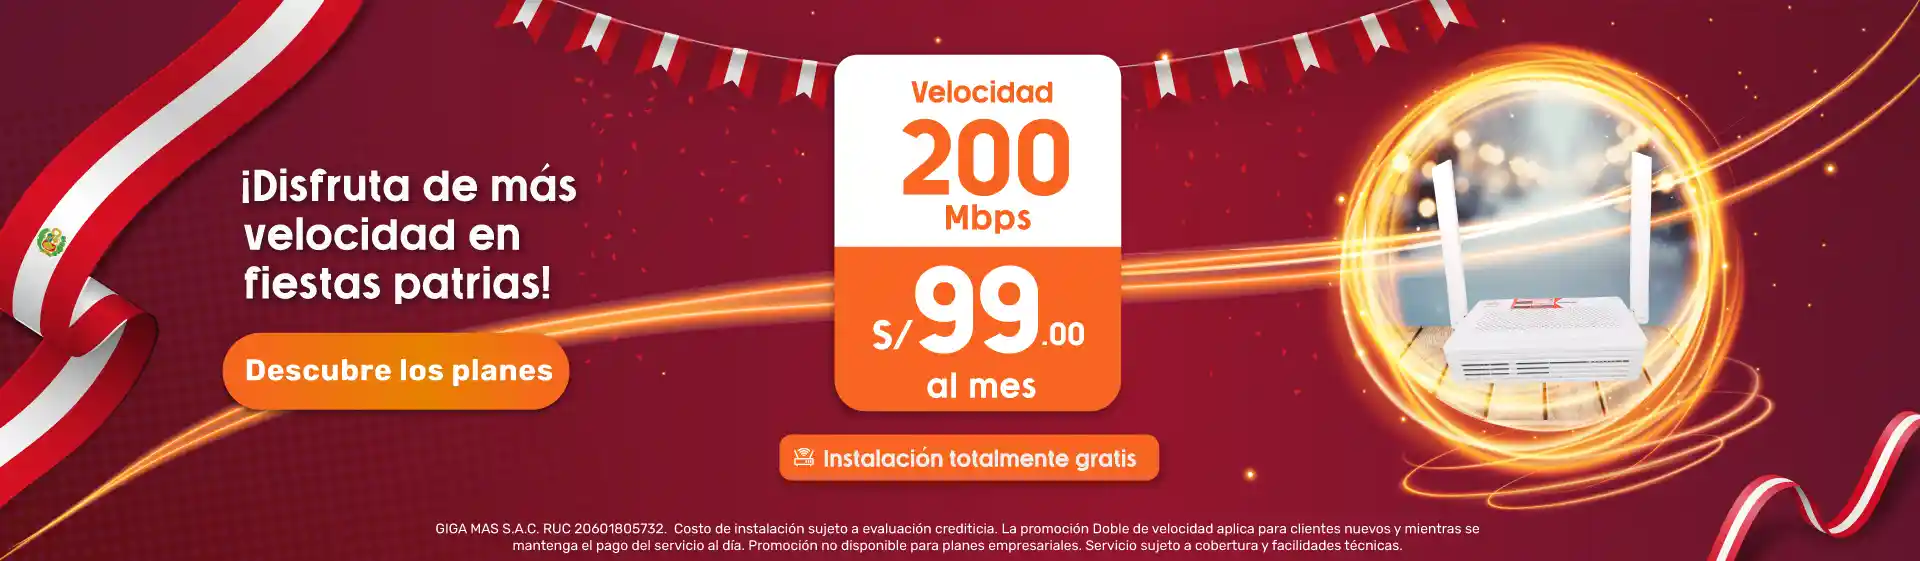 ¡Disfruta de más
velocidad en
fiestas patrias!
Descubre los planes
Velocidad
200
Mbps
S/99.00
al mes
Instalación totalmente gratis
GIGA MAS S.A.C. RUC 20601805732. Costo de instalación sujeto a evaluación crediticia. La promoción Doble de velocidad aplica para clientes nuevos y mientras se
mantenga el pago del servicio al día. Promoción no disponible para planes empresariales. Servicio sujeto a cobertura y facilidades técnicas.